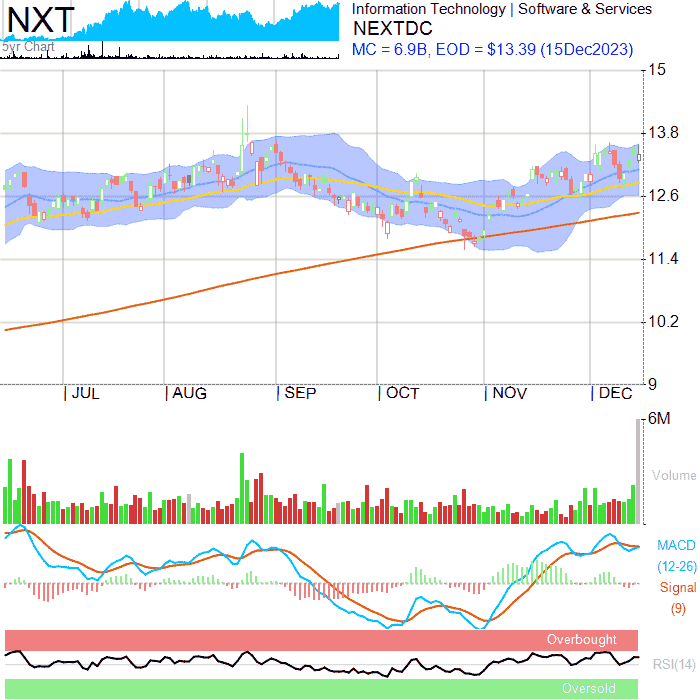 NXT
5yr Chart
Information Technology | Software & Services
NEXTDC
MC = 6.9B, EOD = $13.39 (15Dec2023)
15
13.8
12.6
11.4
10.2
9
JUL AUG SEP OCT NOV DEC
6M
Volume
MACD
(12-26)
Signal
(9)
Overbought
RSI(14)
Oversold